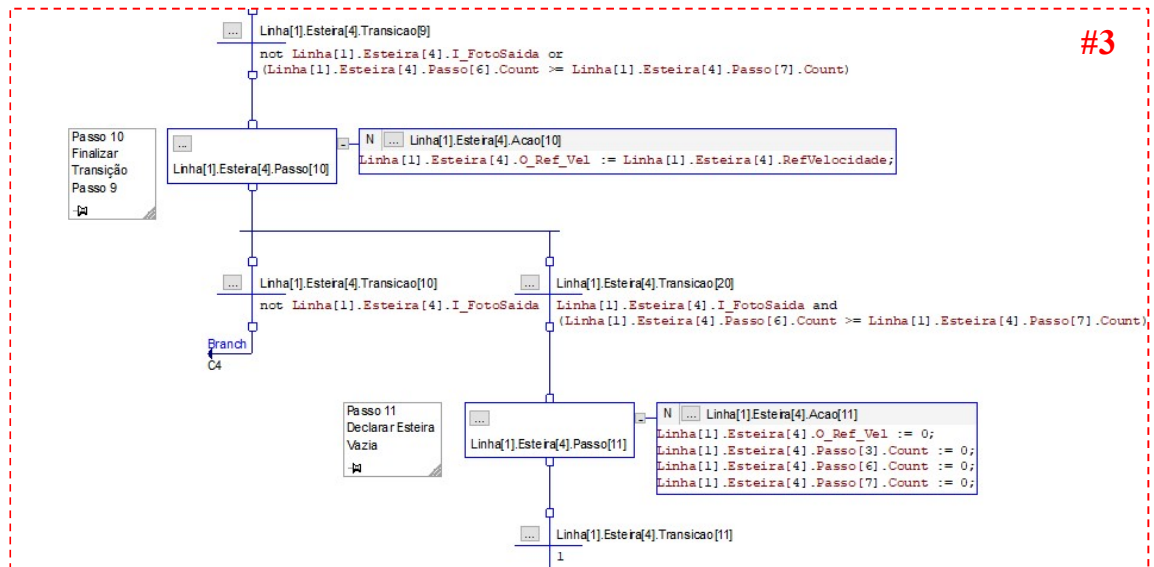 #3
Linha[1].Esteira[4].Transicao[9]
not Linha[1].Esteira[4].I_FotoSaida or
(Linha[1].Esteira[4].Passo[6].Count >= Linha[1].Esteira[4].Passo[7].Count)
Passo 10
Finalizar
Transição
Passo 9
Linha[1].Esteira[4].Passo[10]
N ... Linha[1].Esteira[4].Acao[10]
Linha[1].Esteira[4].O_Ref_Vel := Linha[1].Esteira[4].RefVelocidade;
Linha[1].Esteira[4].Transicao[10]
not Linha[1].Esteira[4].I_FotoSaida
Branch
C4
Linha[1].Esteira[4].Transicao[20]
Linha[1].Esteira[4].I_FotoSaida and
(Linha[1].Esteira[4].Passo[6].Count >= Linha[1].Esteira[4].Passo[7].Count)
Passo 11
Declarar Esteira
Vazia
Linha[1].Esteira[4].Passo[11]
N ... Linha[1].Esteira[4].Acao[11]
Linha[1].Esteira[4].O_Ref_Vel := 0;
Linha[1].Esteira[4].Passo[3].Count := 0;
Linha[1].Esteira[4].Passo[6].Count := 0;
Linha[1].Esteira[4].Passo[7].Count := 0;
Linha[1].Esteira[4].Transicao[11]
1